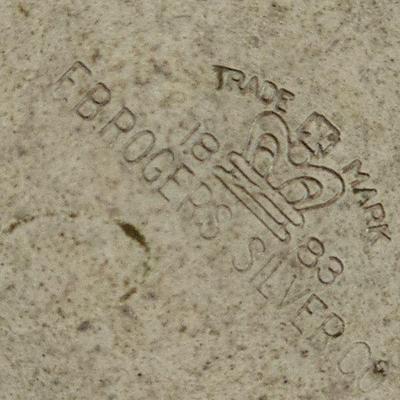 TRADE MARK
18 83
F.B. ROGERS SILVER CO